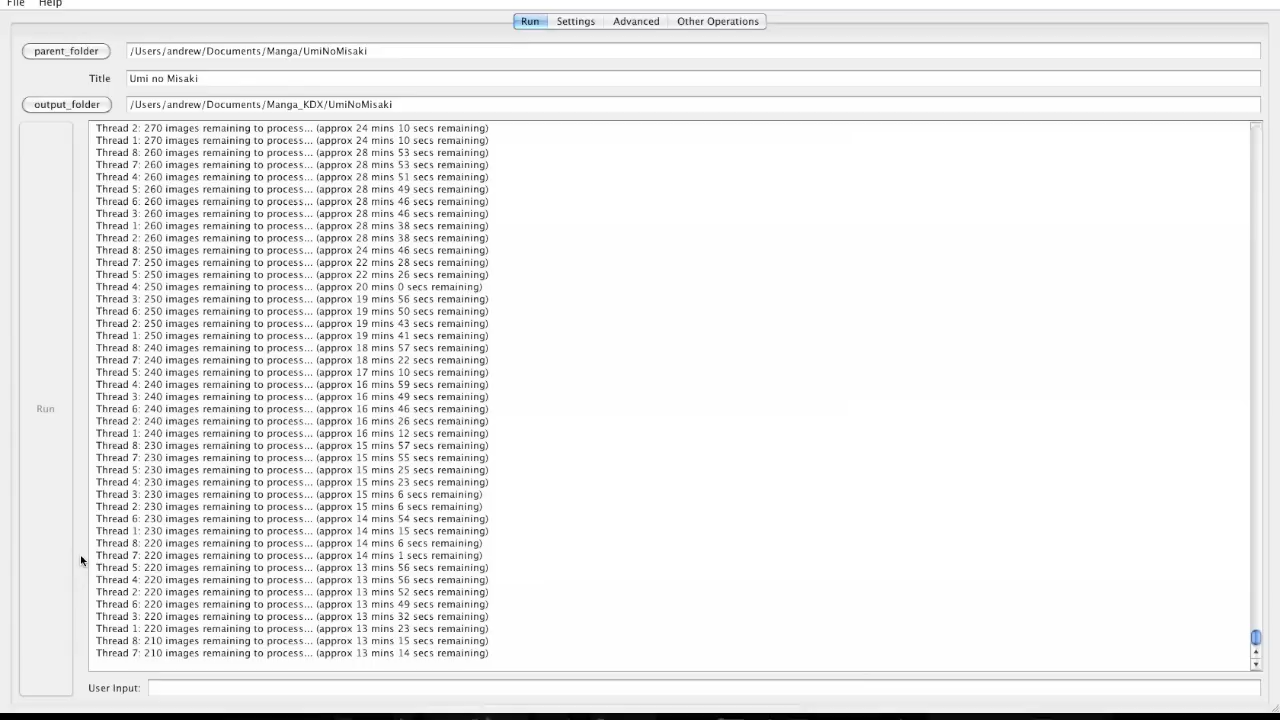 File Help
Run Settings Advanced Other Operations
parent_folder /Users/andrew/Documents/Manga/UmiNoMisaki
Title Umi no Misaki
output_folder /Users/andrew/Documents/Manga_KDX/UmiNoMisaki
Thread 2: 270 images remaining to process... (approx 24 mins 10 secs remaining)
Thread 1: 270 images remaining to process... (approx 24 mins 10 secs remaining)
Thread 8: 260 images remaining to process... (approx 28 mins 53 secs remaining)
Thread 7: 260 images remaining to process... (approx 28 mins 53 secs remaining)
Thread 4: 260 images remaining to process... (approx 28 mins 51 secs remaining)
Thread 5: 260 images remaining to process... (approx 28 mins 49 secs remaining)
Thread 6: 260 images remaining to process... (approx 28 mins 46 secs remaining)
Thread 3: 260 images remaining to process... (approx 28 mins 46 secs remaining)
Thread 1: 260 images remaining to process... (approx 28 mins 38 secs remaining)
Thread 2: 260 images remaining to process... (approx 28 mins 38 secs remaining)
Thread 8: 250 images remaining to process... (approx 24 mins 46 secs remaining)
Thread 7: 250 images remaining to process... (approx 22 mins 28 secs remaining)
Thread 5: 250 images remaining to process... (approx 22 mins 26 secs remaining)
Thread 4: 250 images remaining to process... (approx 20 mins 0 secs remaining)
Thread 3: 250 images remaining to process... (approx 19 mins 56 secs remaining)
Thread 6: 250 images remaining to process... (approx 19 mins 50 secs remaining)
Thread 2: 250 images remaining to process... (approx 19 mins 43 secs remaining)
Thread 1: 250 images remaining to process... (approx 19 mins 41 secs remaining)
Thread 8: 240 images remaining to process... (approx 18 mins 57 secs remaining)
Thread 7: 240 images remaining to process... (approx 18 mins 22 secs remaining)
Thread 5: 240 images remaining to process... (approx 17 mins 10 secs remaining)
Thread 4: 240 images remaining to process... (approx 16 mins 59 secs remaining)
Thread 3: 240 images remaining to process... (approx 16 mins 49 secs remaining)
Thread 6: 240 images remaining to process... (approx 16 mins 46 secs remaining)
Thread 2: 240 images remaining to process... (approx 16 mins 26 secs remaining)
Thread 1: 240 images remaining to process... (approx 16 mins 12 secs remaining)
Thread 8: 230 images remaining to process... (approx 15 mins 57 secs remaining)
Thread 7: 230 images remaining to process... (approx 15 mins 55 secs remaining)
Thread 5: 230 images remaining to process... (approx 15 mins 25 secs remaining)
Thread 4: 230 images remaining to process... (approx 15 mins 23 secs remaining)
Thread 3: 230 images remaining to process... (approx 15 mins 6 secs remaining)
Thread 2: 230 images remaining to process... (approx 15 mins 6 secs remaining)
Thread 6: 230 images remaining to process... (approx 14 mins 54 secs remaining)
Thread 1: 230 images remaining to process... (approx 14 mins 15 secs remaining)
Thread 8: 220 images remaining to process... (approx 14 mins 6 secs remaining)
Thread 7: 220 images remaining to process... (approx 14 mins 1 secs remaining)
Thread 5: 220 images remaining to process... (approx 13 mins 56 secs remaining)
Thread 4: 220 images remaining to process... (approx 13 mins 56 secs remaining)
Thread 2: 220 images remaining to process... (approx 13 mins 52 secs remaining)
Thread 6: 220 images remaining to process... (approx 13 mins 49 secs remaining)
Thread 3: 220 images remaining to process... (approx 13 mins 32 secs remaining)
Thread 1: 220 images remaining to process... (approx 13 mins 23 secs remaining)
Thread 8: 210 images remaining to process... (approx 13 mins 15 secs remaining)
Thread 7: 210 images remaining to process... (approx 13 mins 14 secs remaining)
Run
User Input: